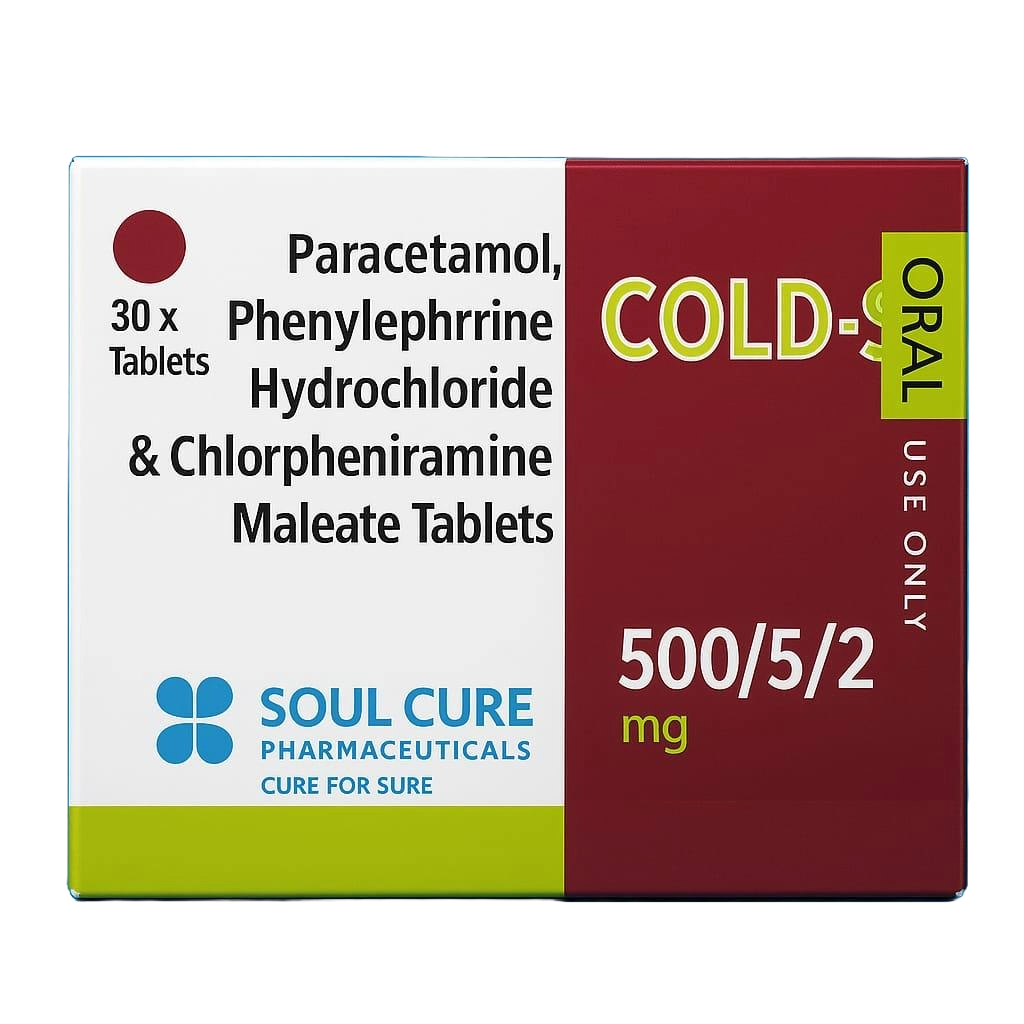 30 x
Tablets
Paracetamol,
Phenylephrrine
Hydrochloride
& Chlorpheniramine
Maleate Tablets
SOUL CURE
PHARMACEUTICALS
CURE FOR SURE
ORAL
USE ONLY
500/5/2
mg